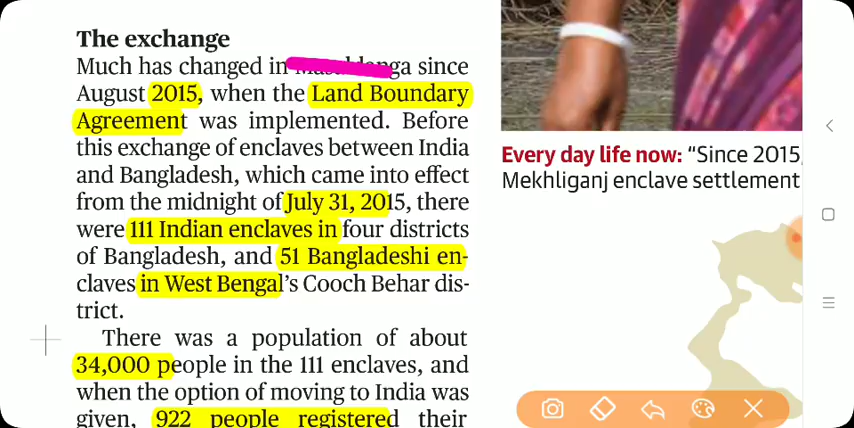 The exchange
Much has changed in since
August 2015, when the Land Boundary
Agreement was implemented. Before
this exchange of enclaves between India
and Bangladesh, which came into effect
from the midnight of July 31, 2015, there
were 111 Indian enclaves in four districts
of Bangladesh, and 51 Bangladeshi en-
claves in West Bengal’s Cooch Behar dis-
trict.
There was a population of about
34,000 people in the 111 enclaves, and
when the option of moving to India was
given, 922 people registered their
Every day life now: “Since 2015,
Mekhliganj enclave settlement